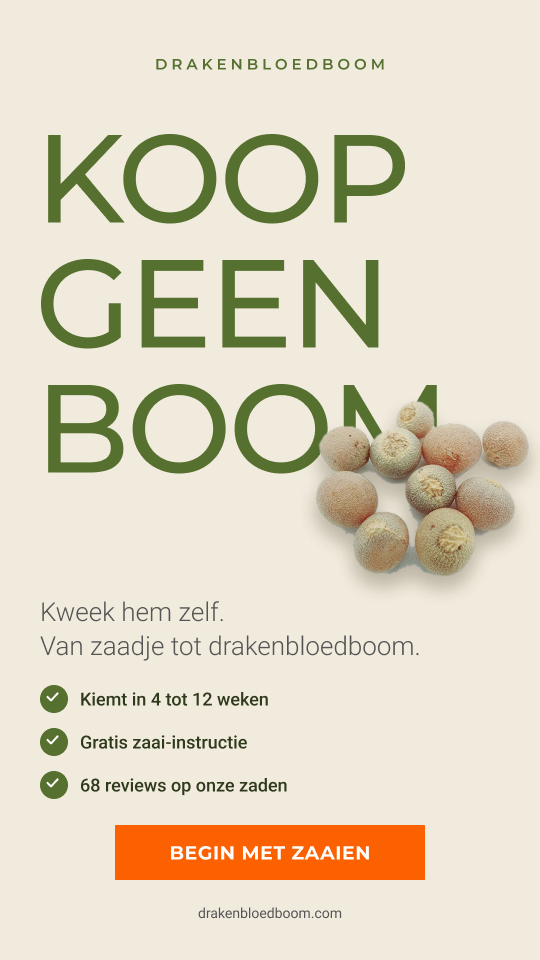 DRAKENBLOEDBOOM
KOOP
GEEN
BOOM
Kweek hem zelf.
Van zaadje tot drakenbloedboom.
Kiemt in 4 tot 12 weken
Gratis zaai-instructie
68 reviews op onze zaden
BEGIN MET ZAAIEN
drakenbloedboom.com